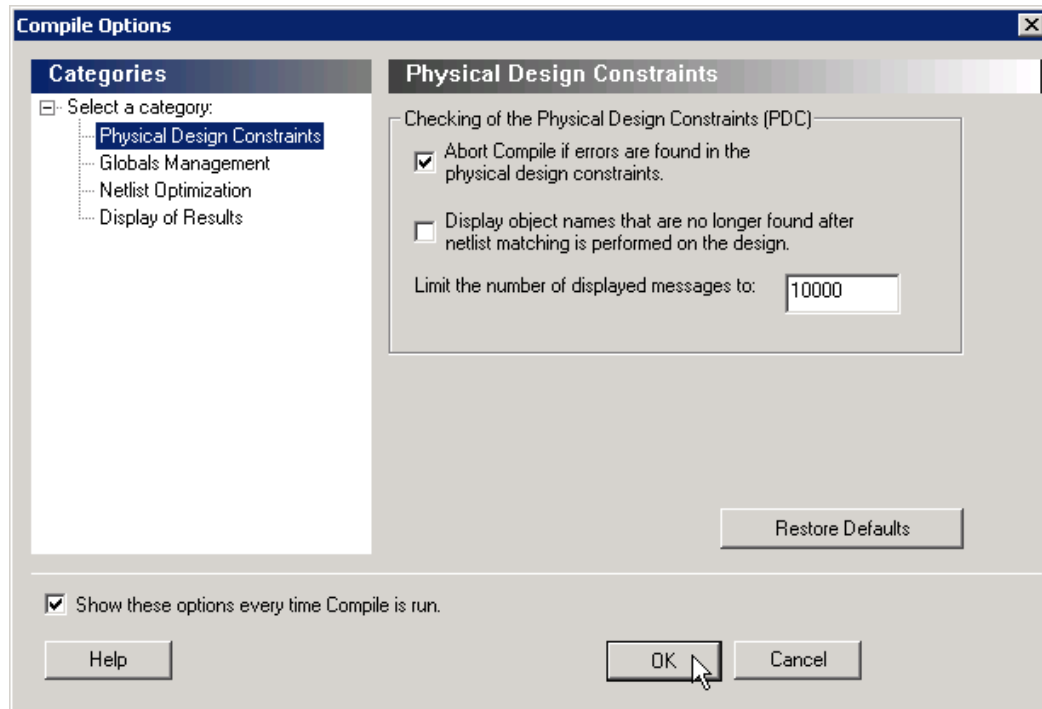 Compile Options
Categories
Select a category:
Physical Design Constraints
Globals Management
Netlist Optimization
Display of Results
Physical Design Constraints
Checking of the Physical Design Constraints (PDC)
Abort Compile if errors are found in the
physical design constraints.
Display object names that are no longer found after
netlist matching is performed on the design.
Limit the number of displayed messages to: 10000
Restore Defaults
Show these options every time Compile is run.
Help OK Cancel